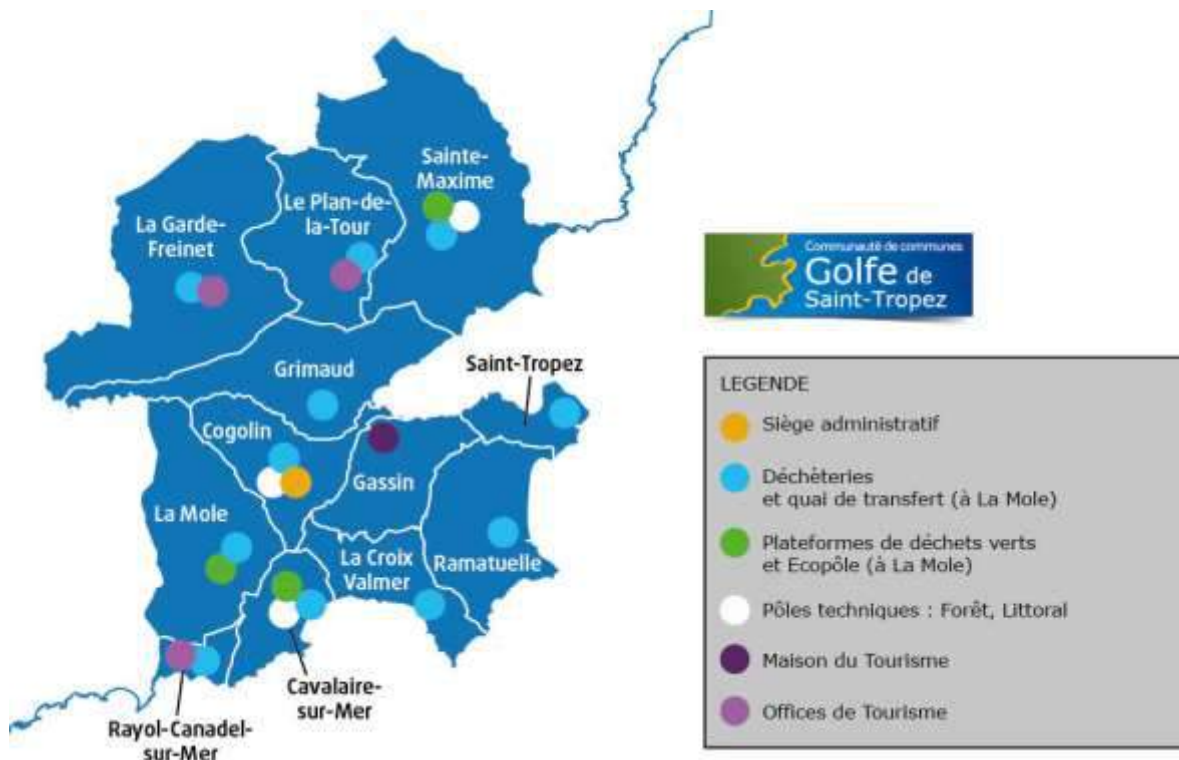 Sainte-
Maxime
Le Plan-de-
la-Tour
La Garde-
Freinet
Communauté de communes
Golfe de
Saint-Tropez
Grimaud
Saint-Tropez
Cogolin
Gassin
La Mole
La Croix
Valmer
Ramatuelle
Cavalaire-
sur-Mer
Rayol-Canadel-
sur-Mer
LEGENDE
Siège administratif
Déchèteries
et quai de transfert (à La Mole)
Plateformes de déchets verts
et Ecopôle (à La Mole)
Pôles techniques : Forêt, Littoral
Maison du Tourisme
Offices de Tourisme